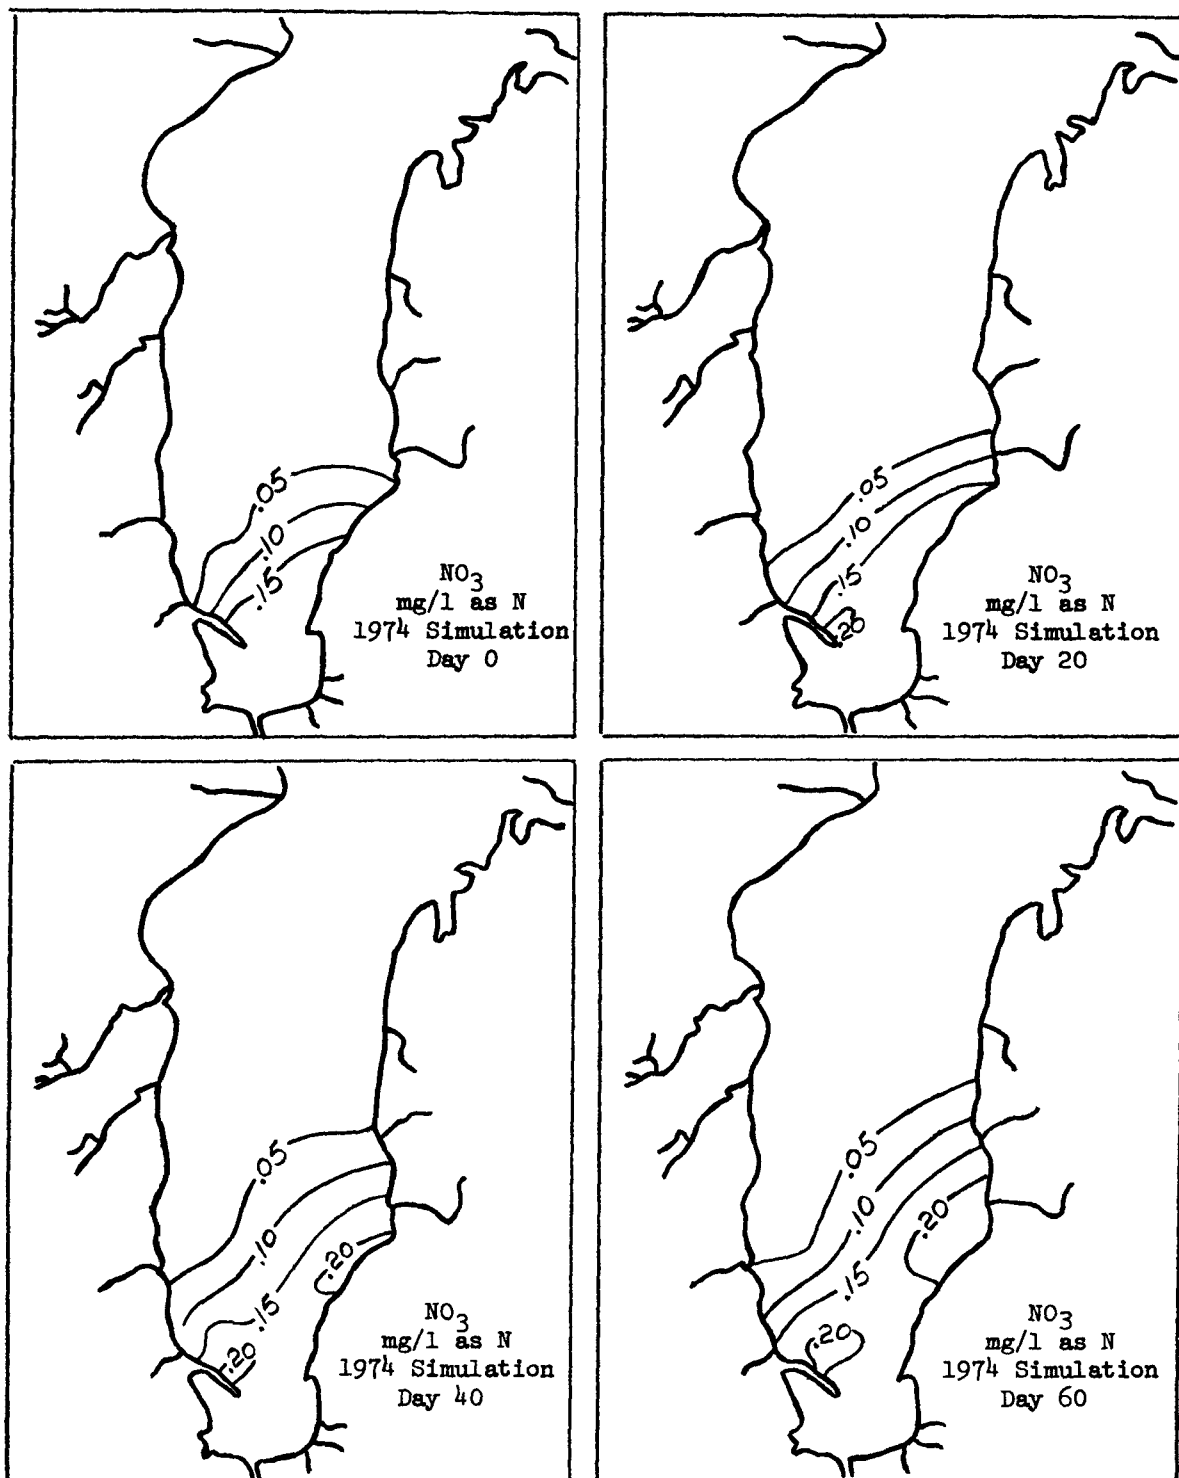 .05
.10
.15
NO3
mg/l as N
1974 Simulation
Day 0
.05
.10
.15
.20
NO3
mg/l as N
1974 Simulation
Day 20
.05
.10
.20
.15
.20
NO3
mg/l as N
1974 Simulation
Day 40
.05
.10
.20
.15
.20
NO3
mg/l as N
1974 Simulation
Day 60